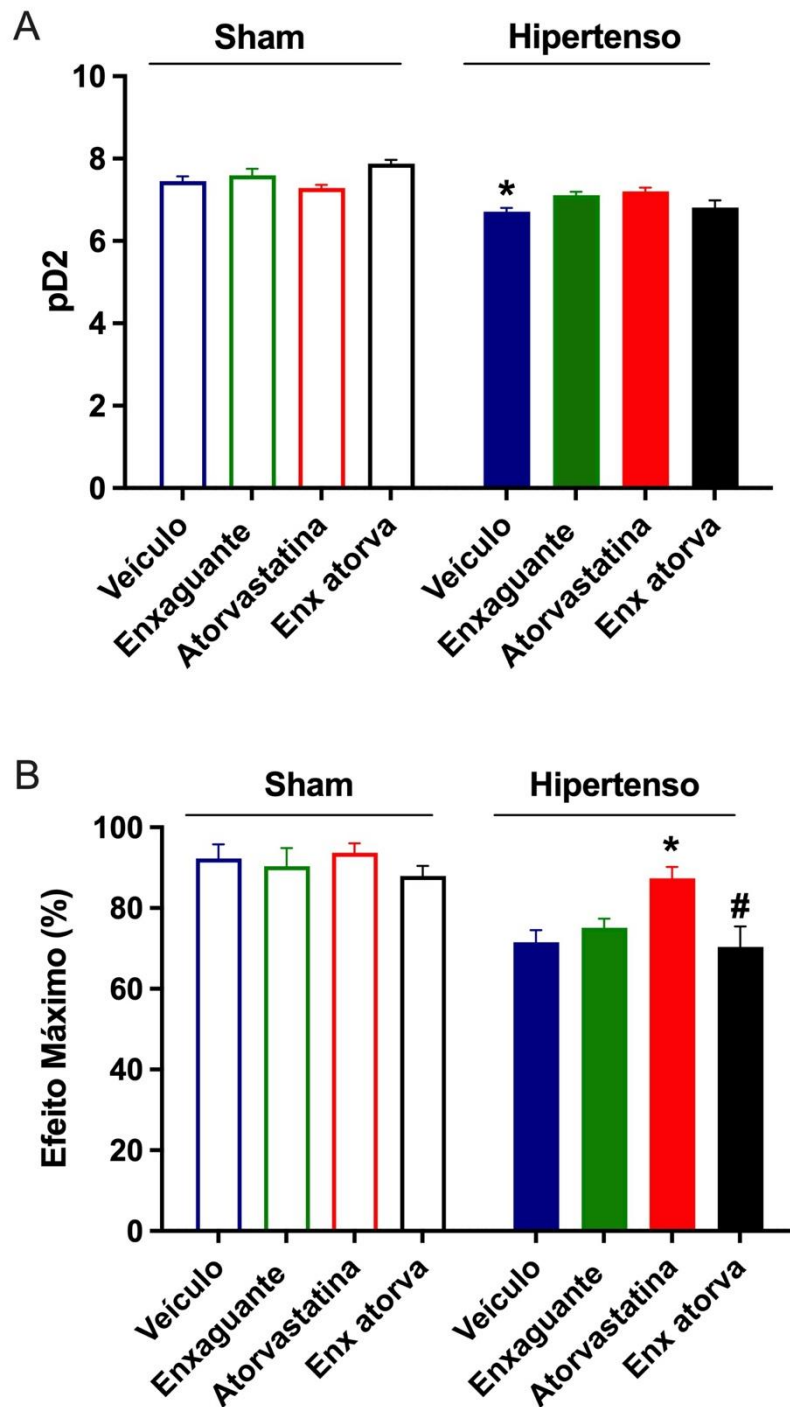 A
Sham Hipertenso
10
8
6
4
2
0
pD2
*
Veículo Enxaguante Atorvastatina Enx atorva Veículo Enxaguante Atorvastatina Enx atorva
B
Sham Hipertenso
100
80
60
40
20
0
Efeito Máximo (%)
*
#
Veículo Enxaguante Atorvastatina Enx atorva Veículo Enxaguante Atorvastatina Enx atorva